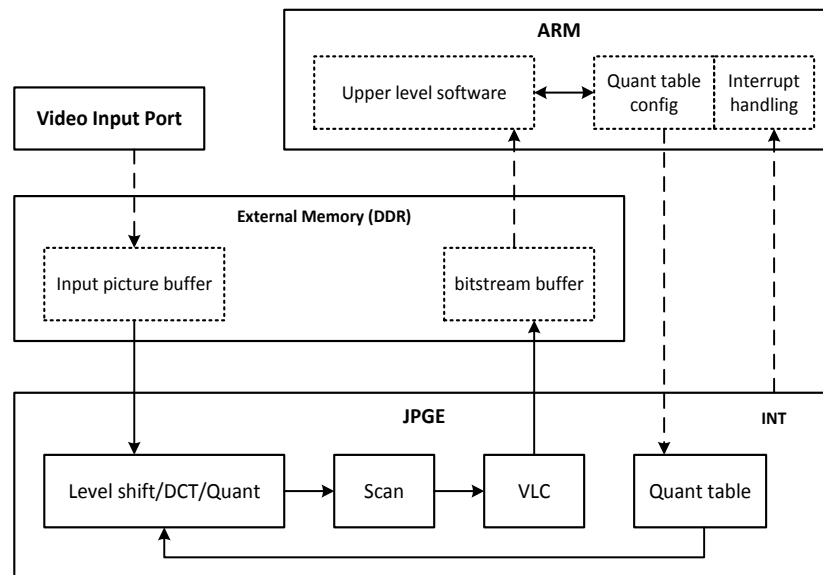 ARM
Upper level software
Quant table
config
Interrupt
handling
Video Input Port
External Memory (DDR)
Input picture buffer
bitstream buffer
JPGE
INT
Level shift/DCT/Quant
Scan
VLC
Quant table